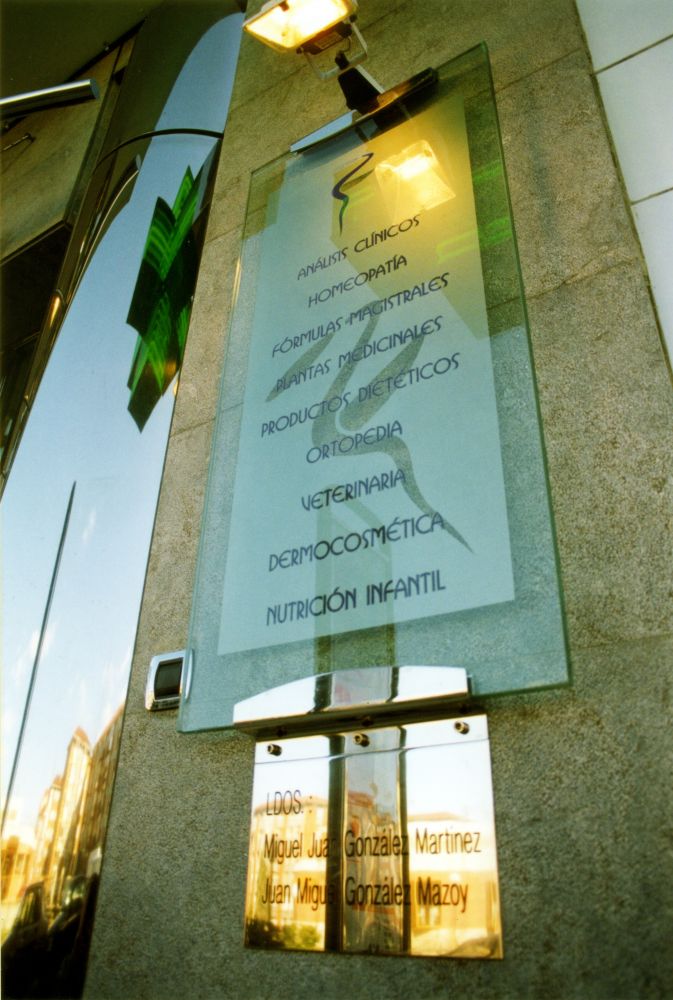 ANÁLISIS CLÍNICOS
HOMEOPATÍA
FÓRMULAS MAGISTRALES
PLANTAS MEDICINALES
PRODUCTOS DIETÉTICOS
ORTOPEDIA
VETERINARIA
DERMOCOSMÉTICA
NUTRICIÓN INFANTIL
LDOS. :
Miguel Juan González Martinez
Juan Miguel González Mazoy